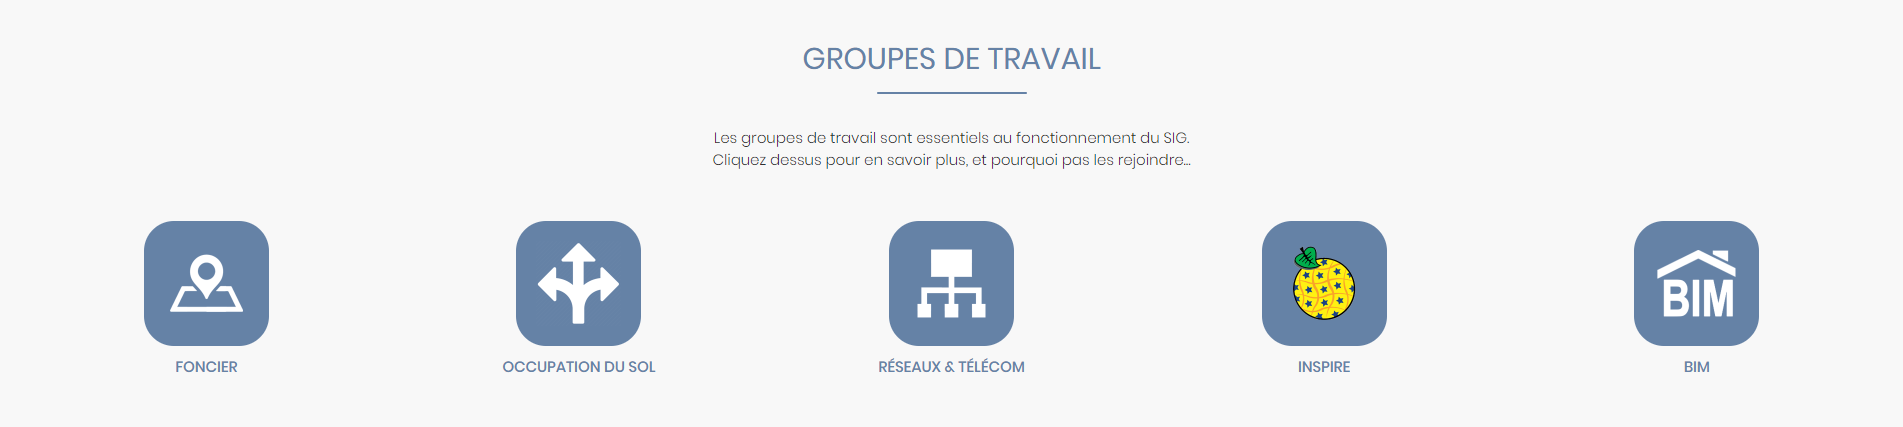 GROUPES DE TRAVAIL
Les groupes de travail sont essentiels au fonctionnement du SIG.
Cliquez dessus pour en savoir plus, et pourquoi pas les rejoindre...
BIM
FONCIER
OCCUPATION DU SOL
RÉSEAUX & TÉLÉCOM
INSPIRE
BIM